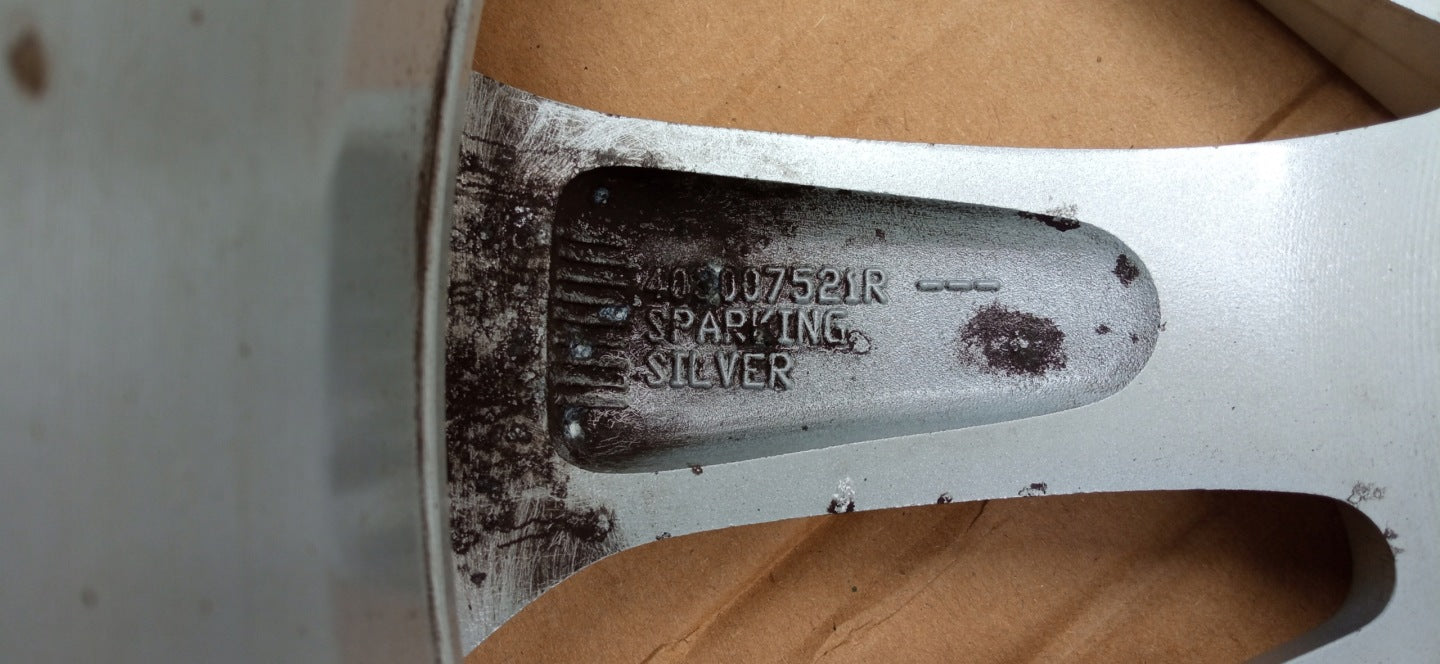 403007521R ---
SPARKING
SILVER